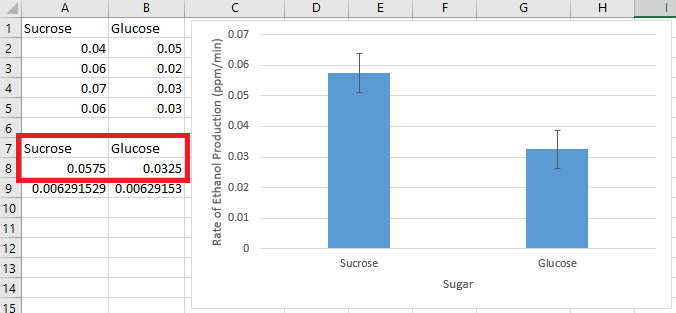 A B C D E F G H I
1 Sucrose Glucose
2 0.04 0.05
3 0.06 0.02
4 0.07 0.03
5 0.06 0.03
6
7 Sucrose Glucose
8 0.0575 0.0325
9 0.006291529 0.00629153
10
11
12
13
14
15
0.07
0.06
0.05
0.04
0.03
0.02
0.01
0
Rate of Ethanol Production (ppm/min)
Sucrose Glucose
Sugar